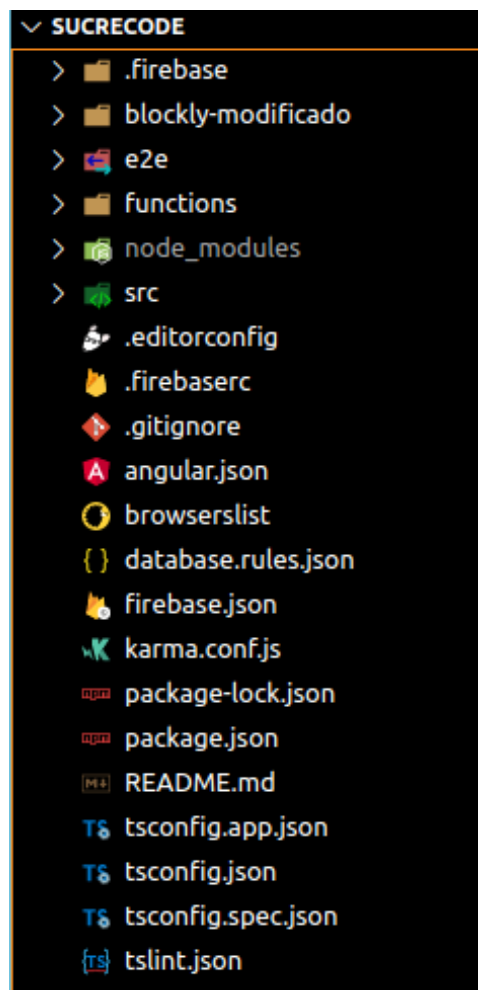 SUCRECODE
.firebase
blockly-modificado
e2e
functions
node_modules
src
.editorconfig
.firebaserc
.gitignore
angular.json
browserslist
database.rules.json
firebase.json
karma.conf.js
package-lock.json
package.json
README.md
tsconfig.app.json
tsconfig.json
tsconfig.spec.json
tslint.json